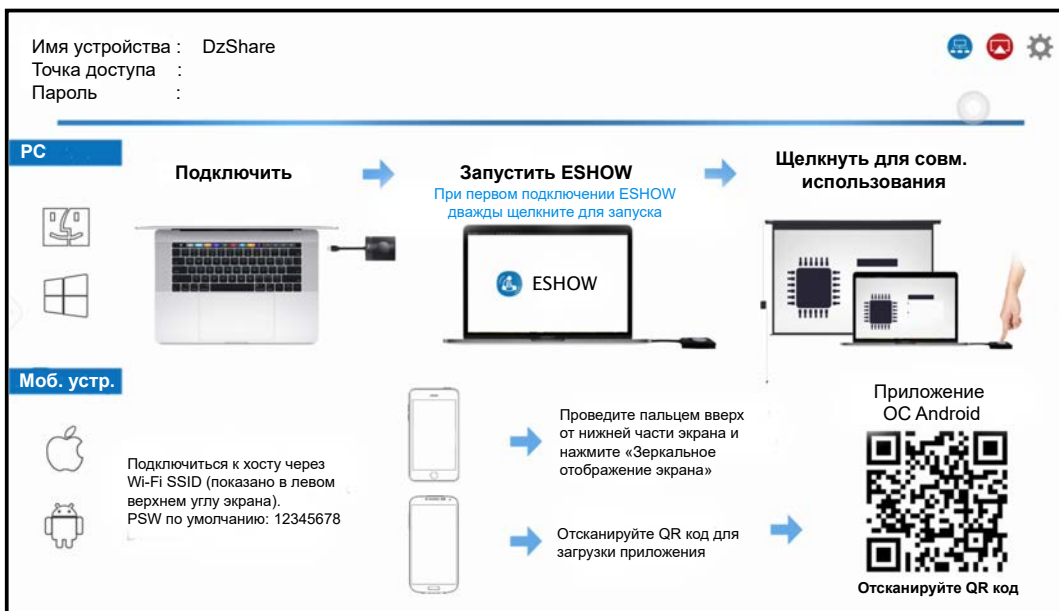 Имя устройства : DzShare
Точка доступа :
Пароль :
PC
Подключить
Запустить ESHOW
При первом подключении ESHOW
дважды щелкните для запуска
Щелкнуть для совм.
использования
ESHOW
Моб. устр.
Подключиться к хосту через
Wi-Fi SSID (показано в левом
верхнем углу экрана).
PSW по умолчанию: 12345678
Проведите пальцем вверх
от нижней части экрана и
нажмите «Зеркальное
отображение экрана»
Отсканируйте QR код для
загрузки приложения
Приложение
ОС Android
Отсканируйте QR код